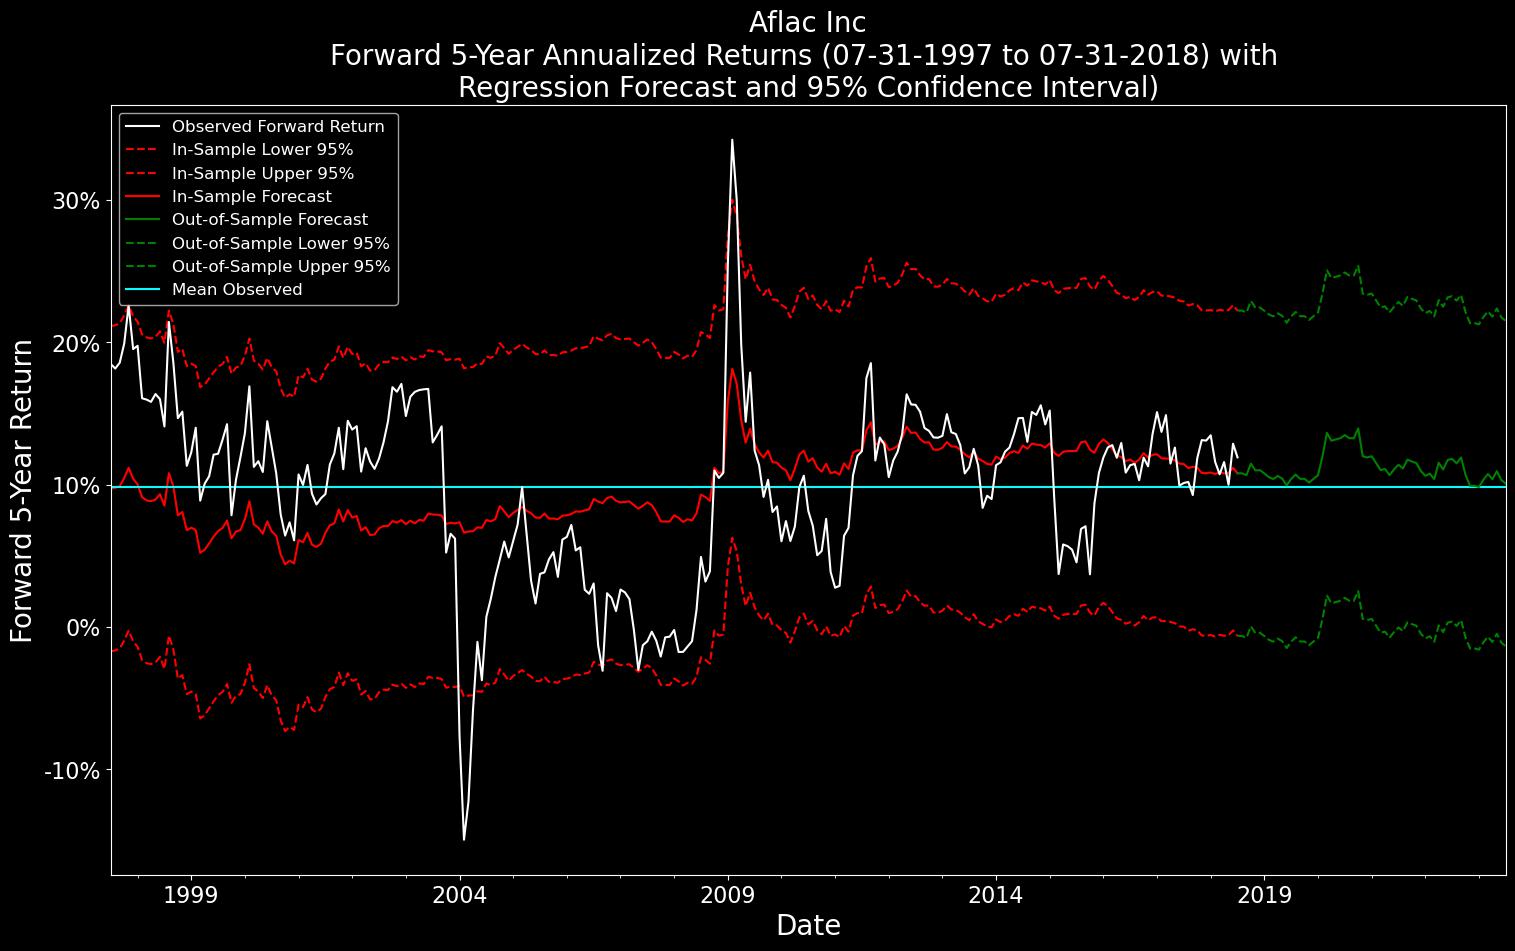 Aflac Inc
Forward 5-Year Annualized Returns (07-31-1997 to 07-31-2018) with
Regression Forecast and 95% Confidence Interval)
Observed Forward Return
In-Sample Lower 95%
In-Sample Upper 95%
In-Sample Forecast
Out-of-Sample Forecast
Out-of-Sample Lower 95%
Out-of-Sample Upper 95%
Mean Observed
Forward 5-Year Return
30%
20%
10%
0%
-10%
1999
2004
2009
2014
2019
Date